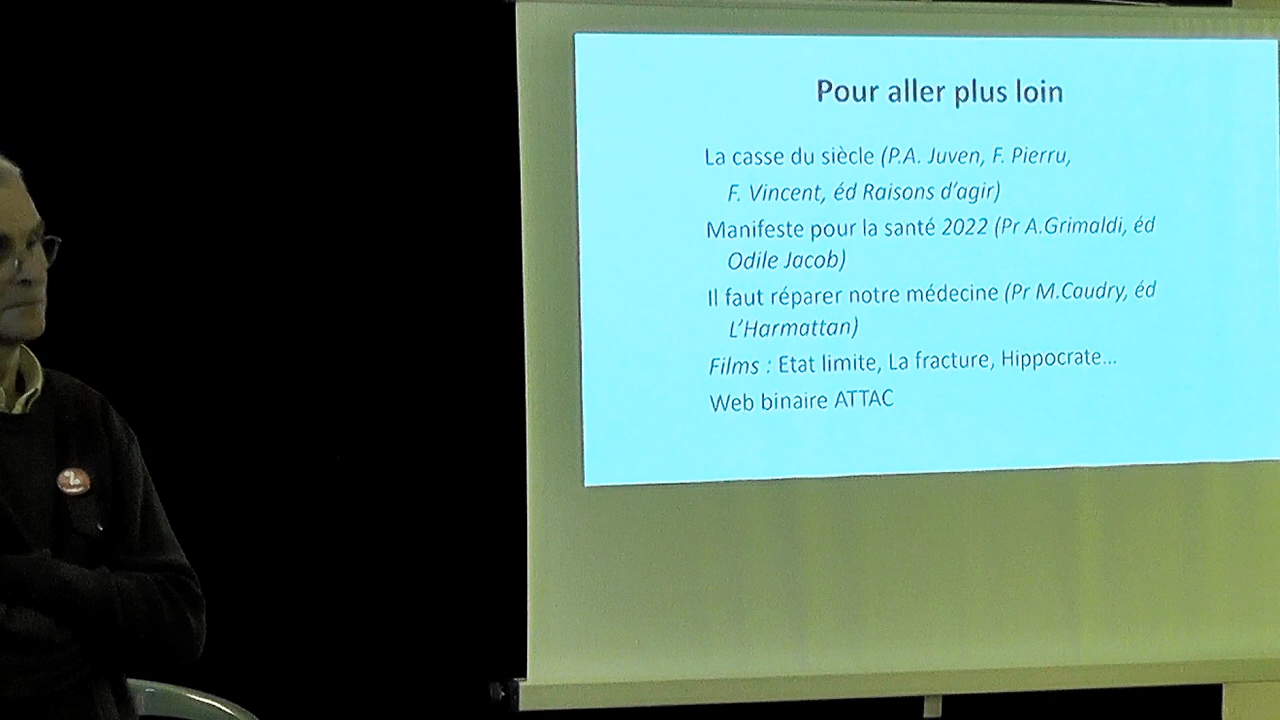 Pour aller plus loin
La casse du siècle (P.A. Juven, F. Pierru,
F. Vincent, éd Raisons d'agir)
Manifeste pour la santé 2022 (Pr A.Grimaldi, éd
Odile Jacob)
Il faut réparer notre médecine (Pr M.Caudry, éd
L'Harmattan)
Films : Etat limite, La fracture, Hippocrate...
Web binaire ATTAC